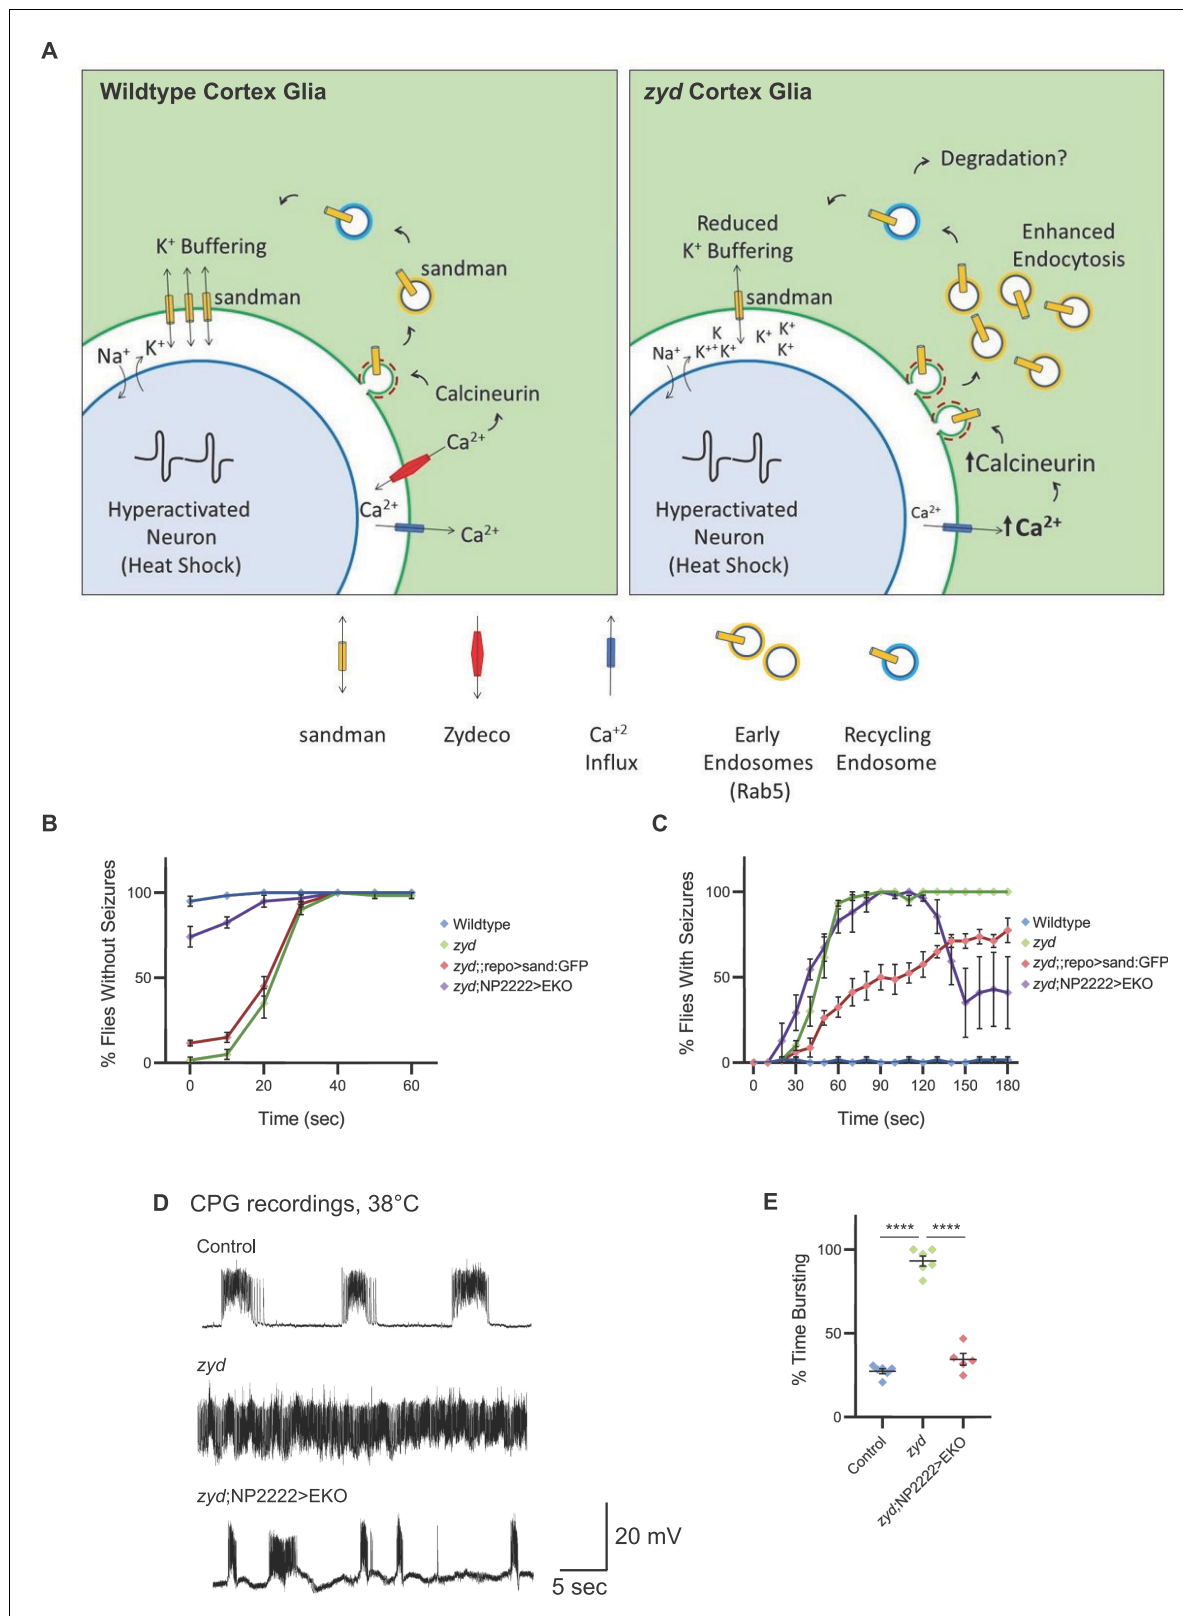 A
Wildtype Cortex Glia
K+ Buffering
sandman
sandman
Na+
K+
Calcineurin
Ca2+
Ca2+
Ca2+
Hyperactivated
Neuron
(Heat Shock)
zyd Cortex Glia
Degradation?
Reduced
K+ Buffering
Enhanced
Endocytosis
sandman
K
K+
K+
K++
K+
K+
Na+
Calcineurin
Ca2+
Ca2+
Hyperactivated
Neuron
(Heat Shock)
sandman
Zydeco
Ca+2
Influx
Early
Endosomes
(Rab5)
Recycling
Endosome
B
% Flies Without Seizures
100
50
0
0 20 40 60
Time (sec)
Wildtype
zyd
zyd;;repo>sand:GFP
zyd;NP2222>EKO
C
% Flies With Seizures
100
50
0
0 30 60 90 120 150 180
Time (sec)
Wildtype
zyd
zyd;;repo>sand:GFP
zyd;NP2222>EKO
D CPG recordings, 38°C
Control
zyd
zyd;NP2222>EKO
20 mV
5 sec
E
**** ****
% Time Bursting
100
50
0
Control
zyd
zyd;NP2222>EKO